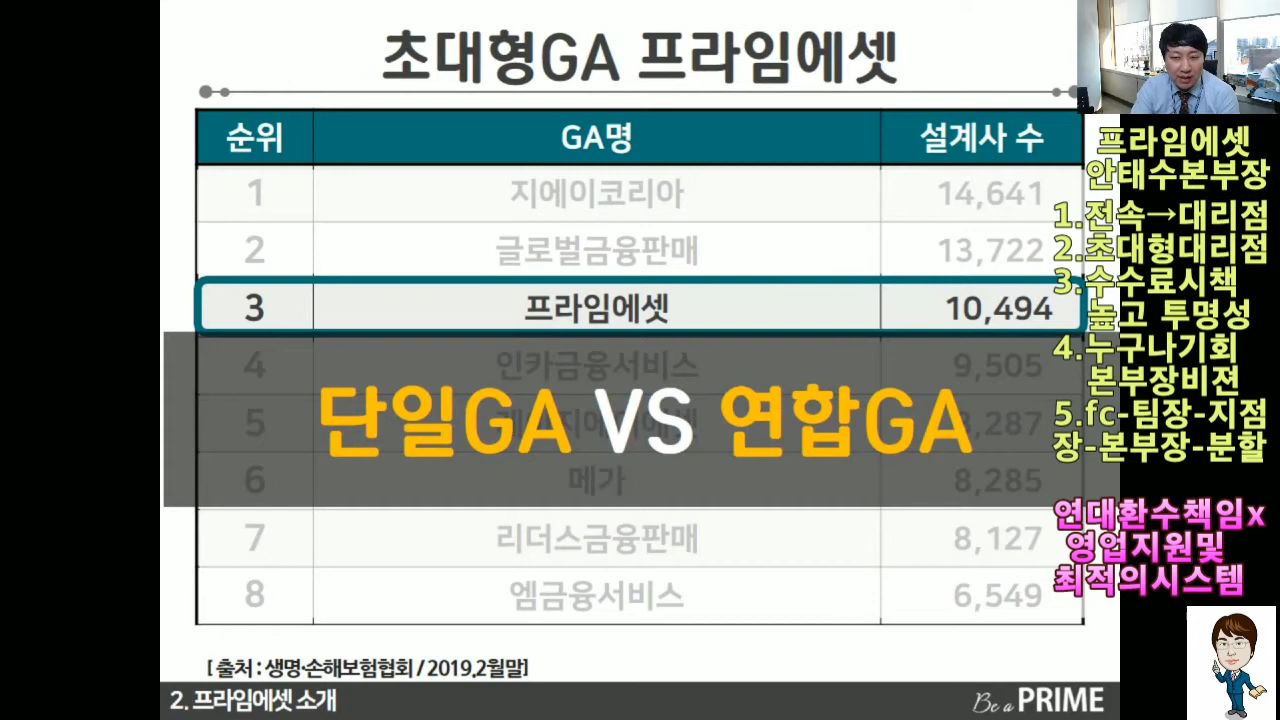 초대형GA 프라임에셋
순위 GA명 설계사 수
1 지에이코리아 14,641
2 글로벌금융판매 13,722
3 프라임에셋 10,494
4 인카금융서비스 9,505
단일GA VS 연합GA
5 287
6 메가 8,285
7 리더스금융판매 8,127
8 엠금융서비스 6,549
[ 출처 : 생명·손해보험협회 / 2019.2월말]
2. 프라임에셋 소개
Be a PRIME
프라임에셋
안태수본부장
1.전속→대리점
2.초대형대리점
3.수수료시책
높고 투명성
4.누구나기회
본부장비젼
5.fc-팀장-지점
장-본부장-분할
연대환수책임x
영업지원및
최적의시스템